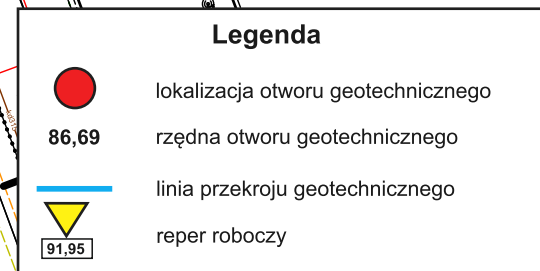 Legenda
lokalizacja otworu geotechnicznego
86,69 rzędna otworu geotechnicznego
linia przekroju geotechnicznego
reper roboczy
91,95